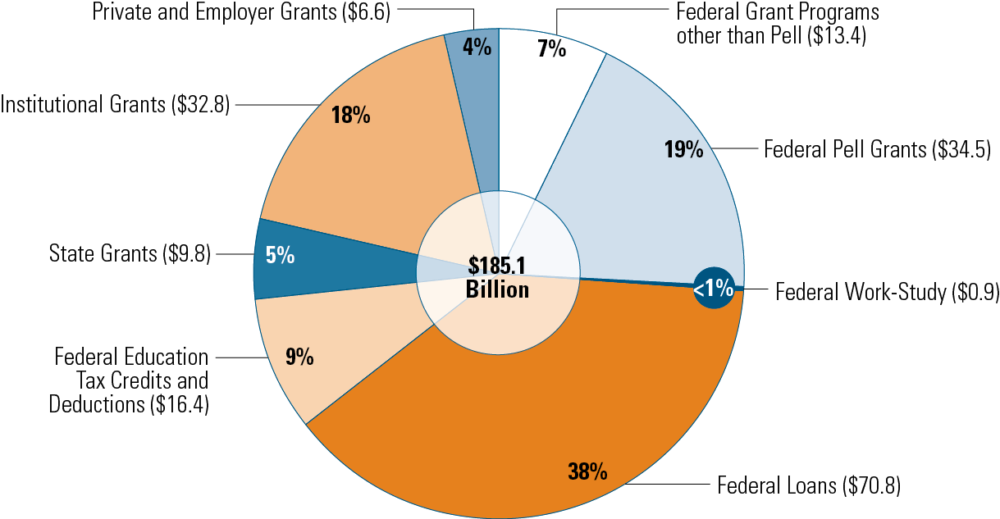 Private and Employer Grants ($6.6)
4%
Federal Grant Programs
other than Pell ($13.4)
7%
Institutional Grants ($32.8)
18%
19%
Federal Pell Grants ($34.5)
State Grants ($9.8)
5%
$185.1
Billion
<1%
Federal Work-Study ($0.9)
Federal Education
Tax Credits and
Deductions ($16.4)
9%
38%
Federal Loans ($70.8)